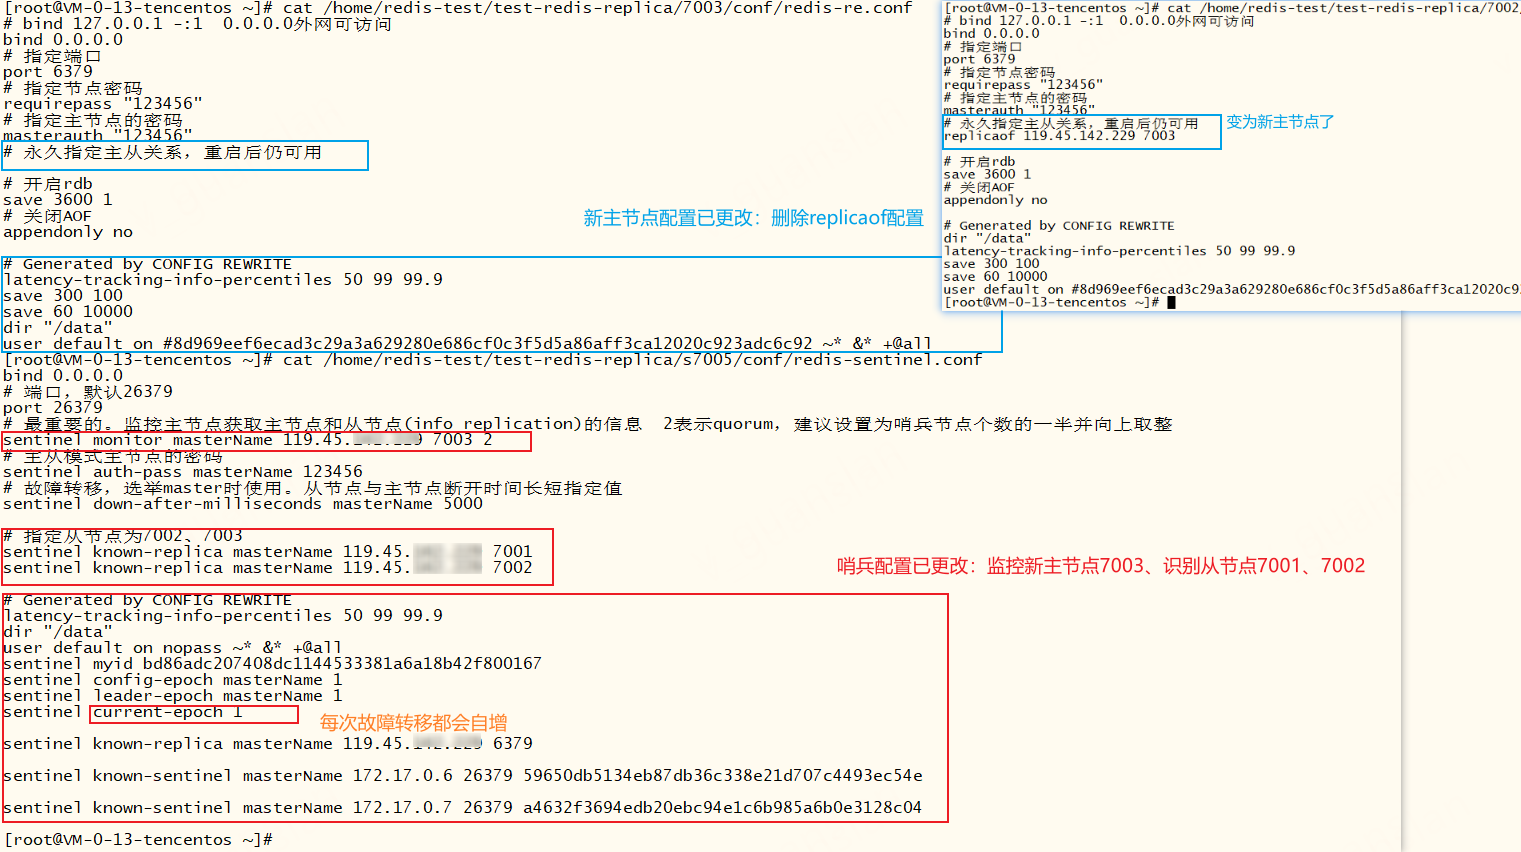 [root@VM-0-13-tencentos ~]# cat /home/redis-test/test-redis-replica/7003/conf/redis-re.conf
# bind 127.0.0.1 -:1  0.0.0.0外网可访问
bind 0.0.0.0
# 指定端口
port 6379
# 指定节点密码
requirepass "123456"
# 指定主节点的密码
masterauth "123456"
# 永久指定主从关系，重启后仍可用
# 开启rdb
save 3600 1
# 关闭AOF
appendonly no
新主节点配置已更改：删除replicaof配置
# Generated by CONFIG REWRITE
latency-tracking-info-percentiles 50 99 99.9
save 300 100
save 60 10000
dir "/data"
user default on #8d969eef6ecad3c29a3a629280e686cf0c3f5d5a86aff3ca12020c923adc6c92 ~* &* +@all
[root@VM-0-13-tencentos ~]# cat /home/redis-test/test-redis-replica/7002/
# bind 127.0.0.1 -:1  0.0.0.0外网可访问
bind 0.0.0.0
# 指定端口
port 6379
# 指定节点密码
requirepass "123456"
# 指定主节点的密码
masterauth "123456"
# 永久指定主从关系，重启后仍可用
replicaof 119.45.142.229 7003
变为新主节点了
# 开启rdb
save 3600 1
# 关闭AOF
appendonly no
# Generated by CONFIG REWRITE
dir "/data"
latency-tracking-info-percentiles 50 99 99.9
save 300 100
save 60 10000
user default on #8d969eef6ecad3c29a3a629280e686cf0c3f5d5a86aff3ca12020c92
[root@VM-0-13-tencentos ~]#
[root@VM-0-13-tencentos ~]# cat /home/redis-test/test-redis-replica/s7005/conf/redis-sentinel.conf
bind 0.0.0.0
# 端口，默认26379
port 26379
# 最重要的。监控主节点获取主节点和从节点(info replication)的信息  2表示quorum，建议设置为哨兵节点个数的一半并向上取整
sentinel monitor masterName 119.45. 7003 2
# 主从模式主节点的密码
sentinel auth-pass masterName 123456
# 故障转移，选举master时使用。从节点与主节点断开时间长短指定值
sentinel down-after-milliseconds masterName 5000
# 指定从节点为7002、7003
sentinel known-replica masterName 119.45. 7001
sentinel known-replica masterName 119.45. 7002
哨兵配置已更改：监控新主节点7003、识别从节点7001、7002
# Generated by CONFIG REWRITE
latency-tracking-info-percentiles 50 99 99.9
dir "/data"
user default on nopass ~* &* +@all
sentinel myid bd86adc207408dc1144533381a6a18b42f800167
sentinel config-epoch masterName 1
sentinel leader-epoch masterName 1
sentinel current-epoch 1
每次故障转移都会自增
sentinel known-replica masterName 119.45. 6379
sentinel known-sentinel masterName 172.17.0.6 26379 59650db5134eb87db36c338e21d707c4493ec54e
sentinel known-sentinel masterName 172.17.0.7 26379 a4632f3694edb20ebc94e1c6b985a6b0e3128c04
[root@VM-0-13-tencentos ~]#